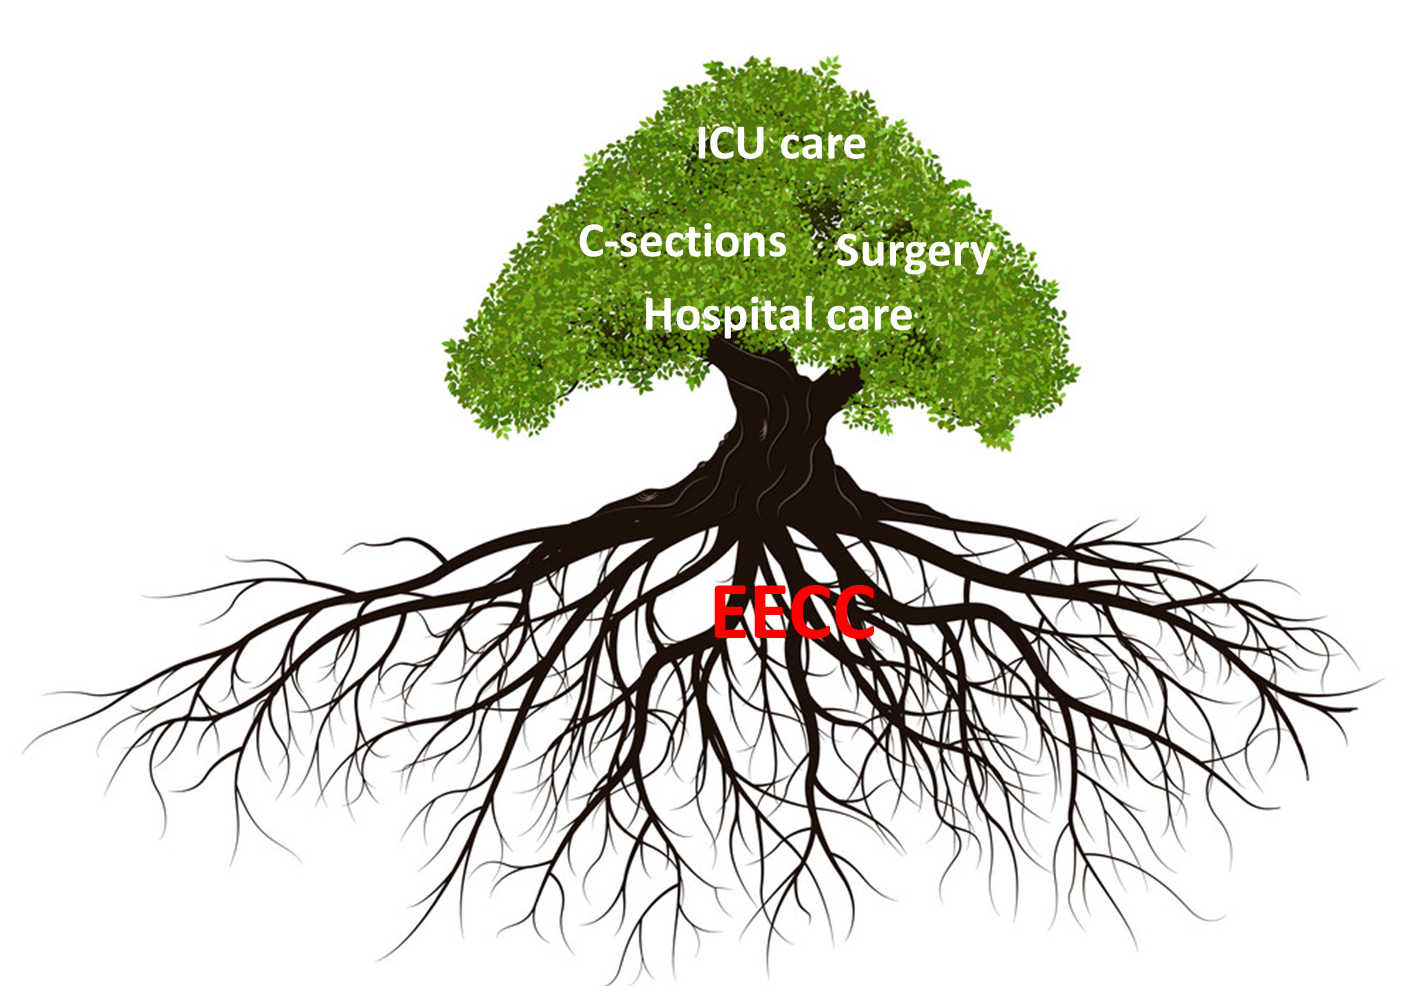 ICU care
C-sections
Surgery
Hospital care
EECC